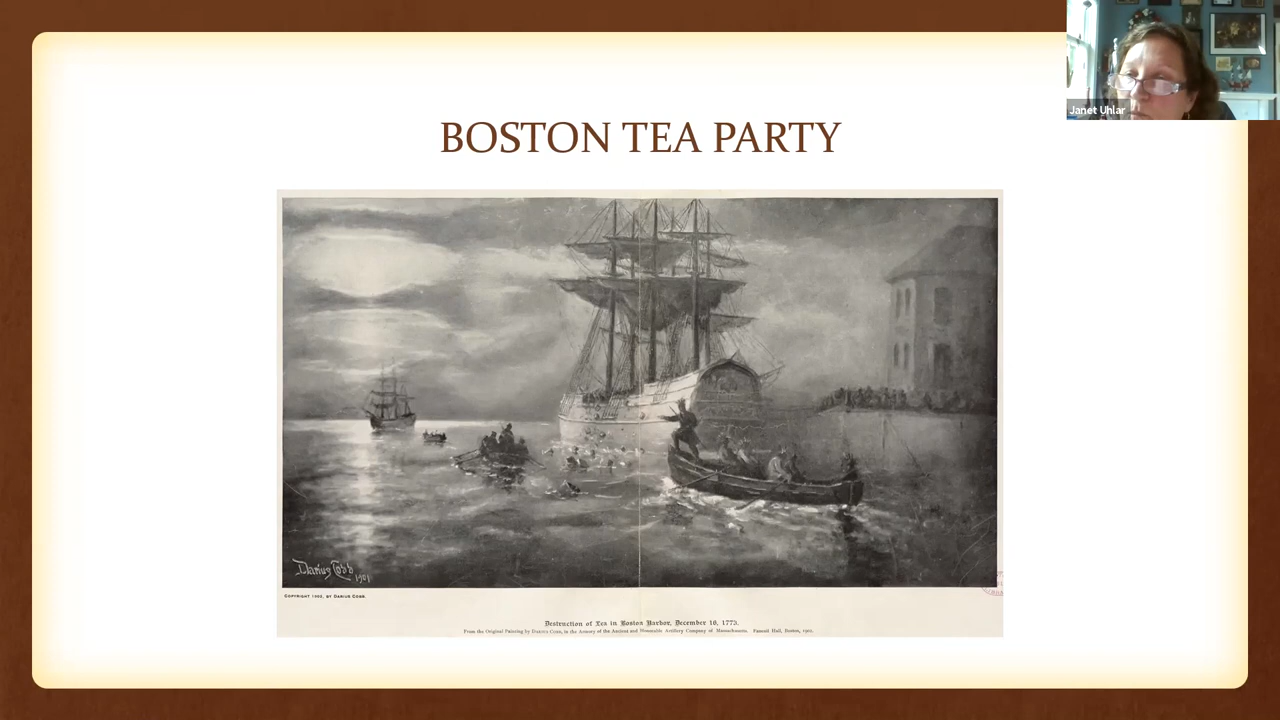 Janet Uhlar
BOSTON TEA PARTY
Darius Cobb
1901
COPYRIGHT 1902, BY DARIUS COBB.
Destruction of Tea in Boston Harbor, December 16, 1773.
From the Original Painting by DARIUS COBB, in the Armory of the Ancient and Honorable Artillery Company of Massachusetts. Faneuil Hall, Boston, 1901.